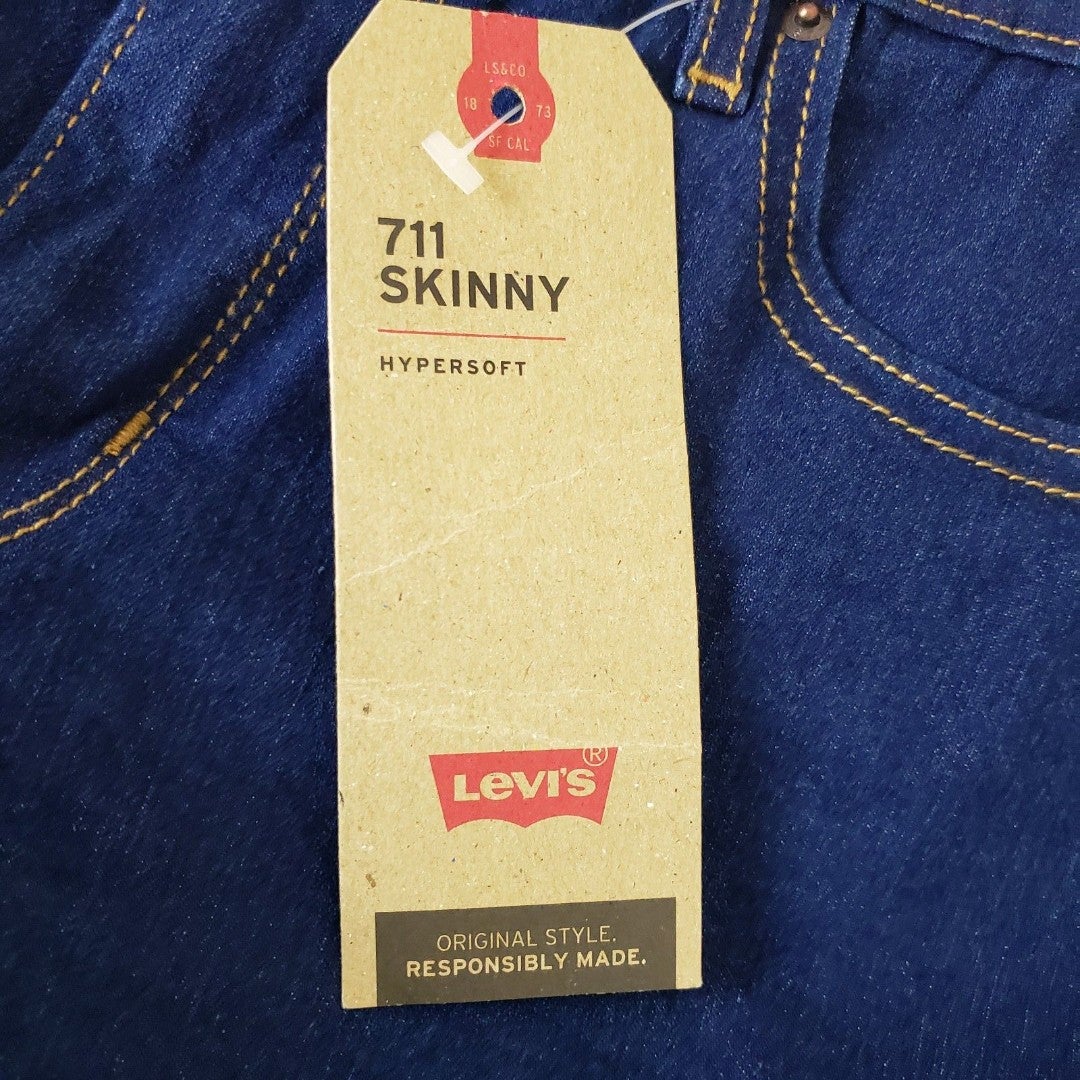 LS&CO
18 73
SF CAL
711
SKINNY
HYPERSOFT
LEVI'S®
ORIGINAL STYLE.
RESPONSIBLY MADE.